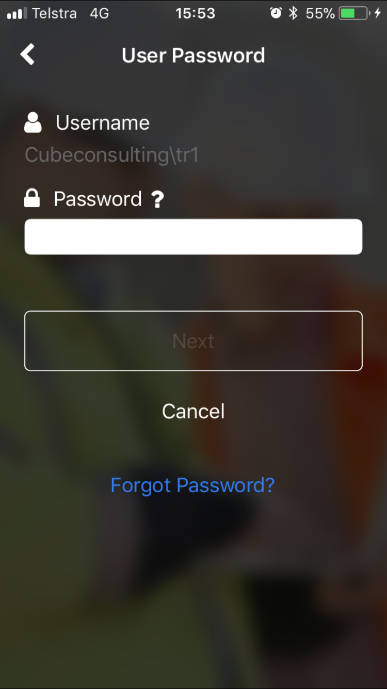 Telstra 4G 15:53 55%
User Password
Username
Cubeconsulting\tr1
Password ?
Next
Cancel
Forgot Password?